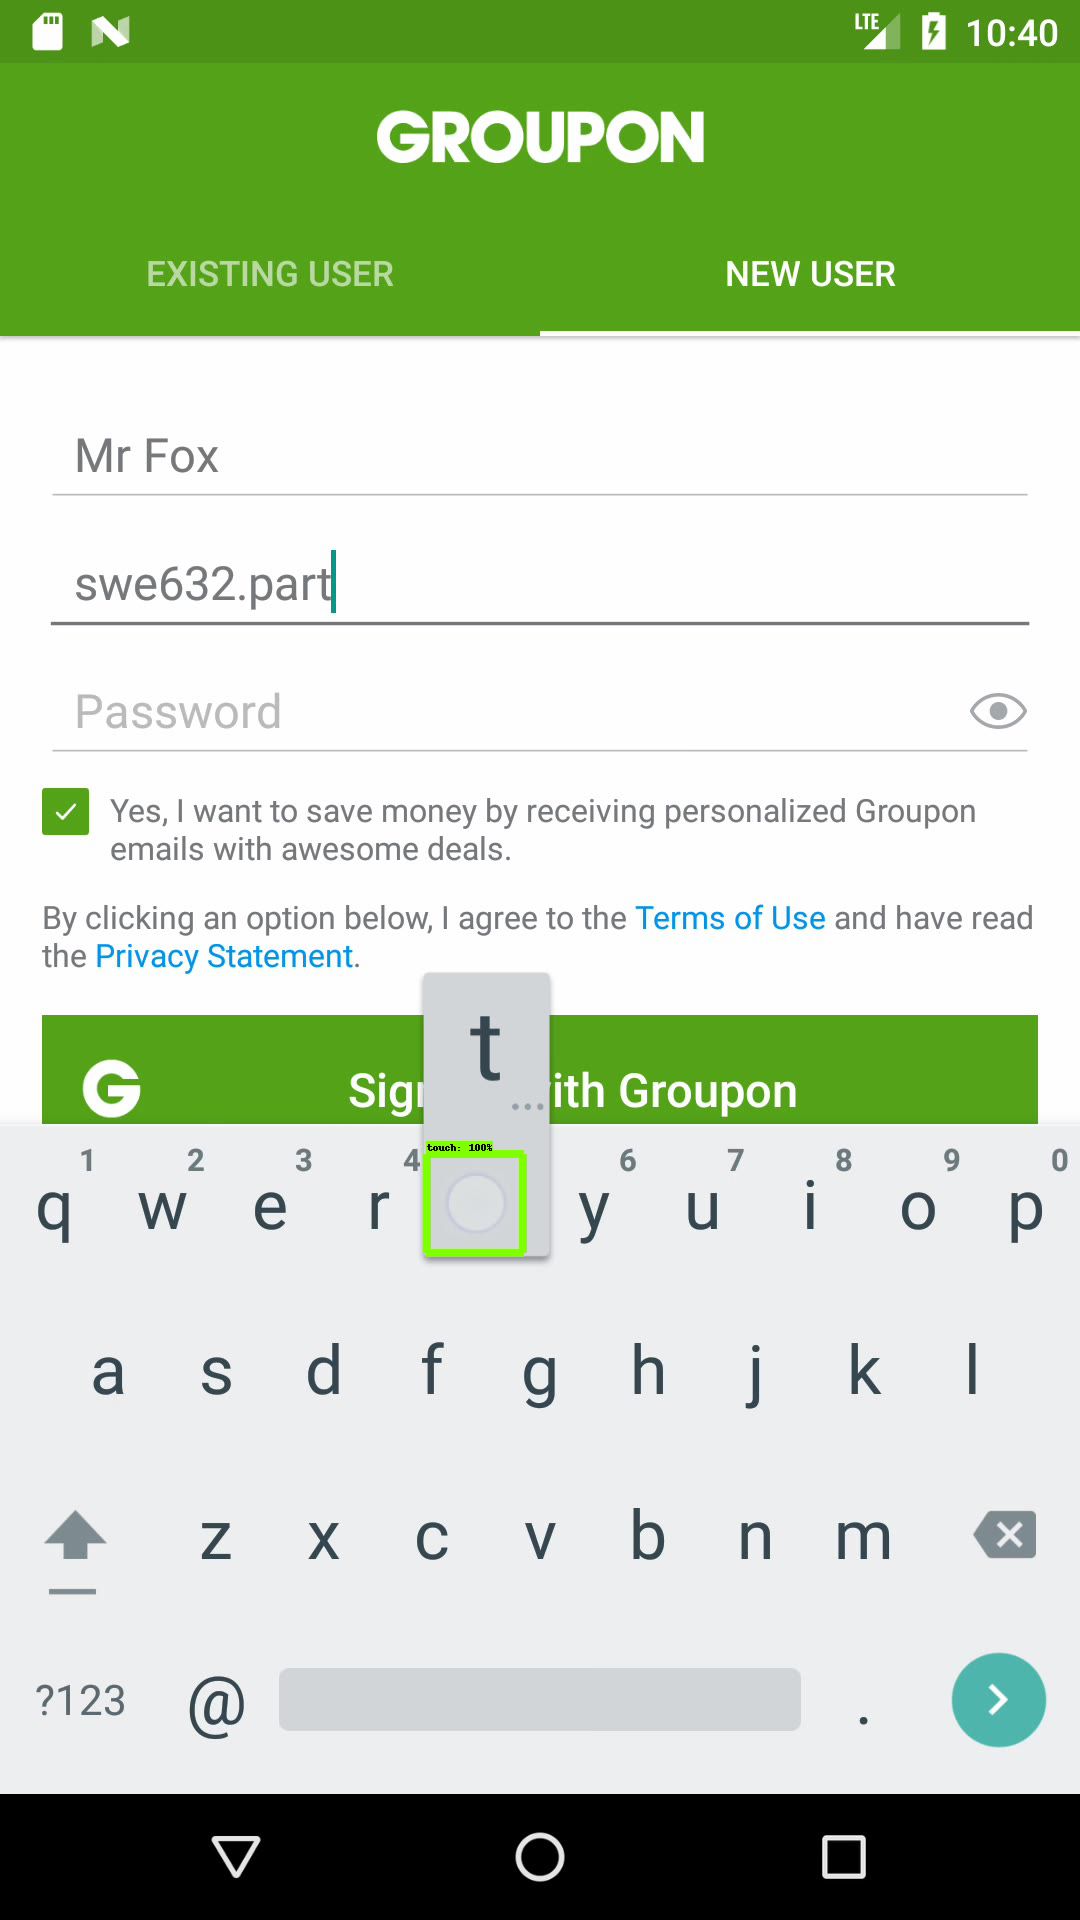 LTE 10:40
GROUPON
EXISTING USER NEW USER
Mr Fox
swe632.part
Password
Yes, I want to save money by receiving personalized Groupon
emails with awesome deals.
By clicking an option below, I agree to the Terms of Use and have read
the Privacy Statement.
t
G Sign ith Groupon
touch: 100%
1 2 3 4 6 7 8 9 0
q w e r y u i o p
a s d f g h j k l
z x c v b n m
?123 @ .